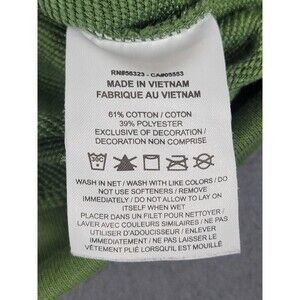 RN#56323 - CA#05553
MADE IN VIETNAM
FABRIQUE AU VIETNAM
61% COTTON / COTON
39% POLYESTER
EXCLUSIVE OF DECORATION /
DECORATION NON COMPRISE
WASH IN NET / WASH WITH LIKE COLORS / DO
NOT USE SOFTENERS / REMOVE
IMMEDIATELY / DO NOT ALLOW TO LAY ON
ITSELF WHEN WET
PLACER DANS UN FILET POUR NETTOYER /
LAVER AVEC COULEURS SIMILAIRES / NE PAS
UTILISER D'ADOUCISSEUR / ENLEVER
IMMÉDIATEMENT / NE PAS LAISSER LE
VÊTEMENT PLIÉ LORSQU'IL EST HUMIDE